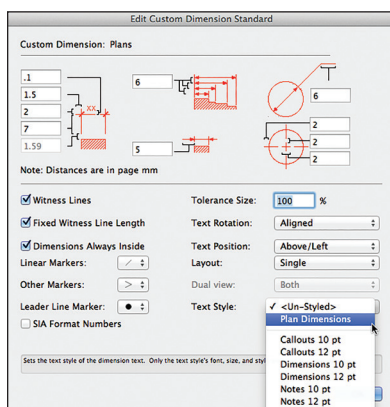 Edit Custom Dimension Standard
Custom Dimension: Plans
.1
1.5
2
7
1.59
XX
6
5
6
2
2
2
Note: Distances are in page mm
Witness Lines
Fixed Witness Line Length
Dimensions Always Inside
Linear Markers:
Other Markers:
Leader Line Marker:
SIA Format Numbers
Tolerance Size: 100 %
Text Rotation: Aligned
Text Position: Above/Left
Layout: Single
Dual view: Both
Text Style: <Un-Styled>
Plan Dimensions
Callouts 10 pt
Callouts 12 pt
Dimensions 10 pt
Dimensions 12 pt
Notes 10 pt
Notes 12 pt
Sets the text style of the dimension text. Only the text's font, size, and styl